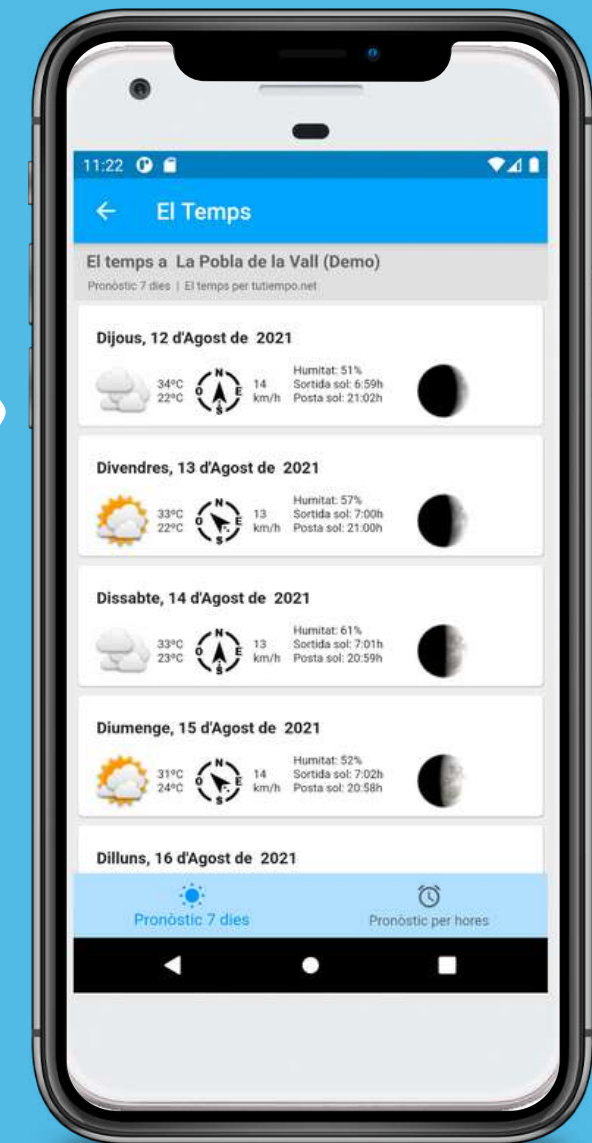 11:22
El Temps
El temps a La Pobla de la Vall (Demo)
Pronòstic 7 dies | El temps per tutiempo.net
Dijous, 12 d'Agost de 2021
34ºC
22ºC
N
O
E
S
14
km/h
Humitat: 51%
Sortida sol: 6:59h
Posta sol: 21:02h
Divendres, 13 d'Agost de 2021
33ºC
22ºC
N
O
E
S
13
km/h
Humitat: 57%
Sortida sol: 7:00h
Posta sol: 21:00h
Dissabte, 14 d'Agost de 2021
33ºC
23ºC
N
O
E
S
13
km/h
Humitat: 61%
Sortida sol: 7:01h
Posta sol: 20:59h
Diumenge, 15 d'Agost de 2021
31ºC
24ºC
N
O
E
S
14
km/h
Humitat: 52%
Sortida sol: 7:02h
Posta sol: 20:58h
Dilluns, 16 d'Agost de 2021
Pronòstic 7 dies
Pronòstic per hores